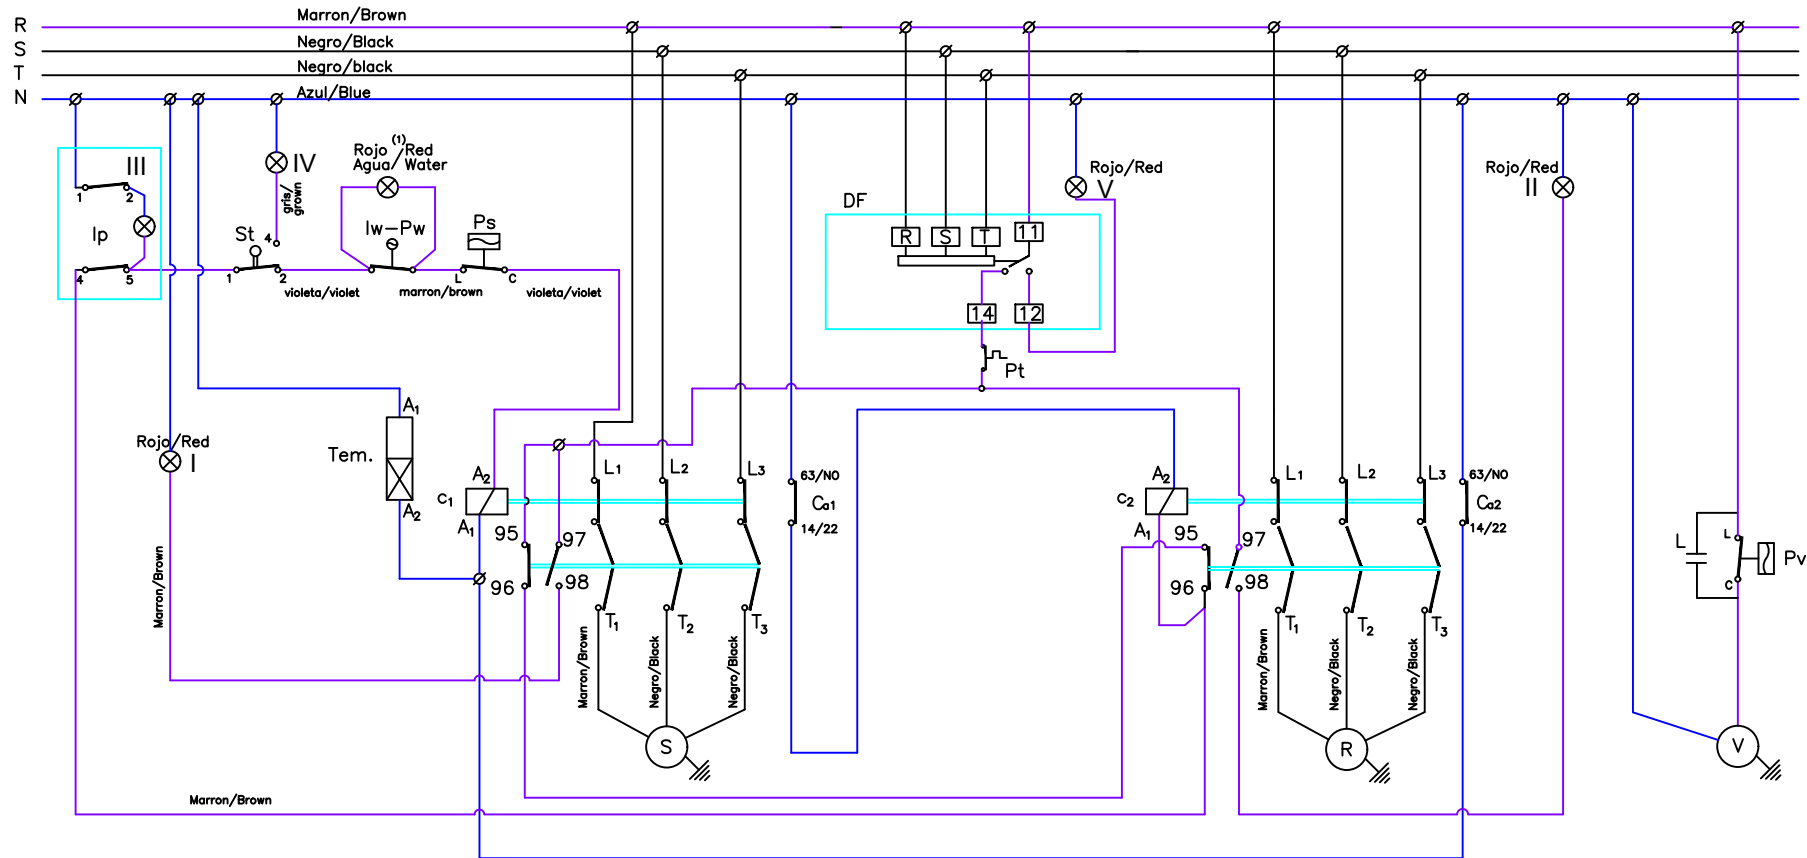 R
Marron/Brown
S
Negro/Black
T
Negro/black
N
Azul/Blue
III
1
2
Ip
4
5
IV
gris/
grown
St
4
1
2
violeta/violet
Rojo (1) Red
Agua/Water
Iw-Pw
marron/brown
Ps
L
C
violeta/violet
DF
R
S
T
11
14
12
Pt
Rojo/Red
V
Rojo/Red
II
Rojo/Red
I
Marron/Brown
Tem.
A1
A2
C1
A2
A1
95
96
97
98
L1
L2
L3
T1
T2
T3
Marron/Brown
Negro/Black
Negro/Black
S
63/NO
Ca1
14/22
C2
A2
A1
95
96
97
98
L1
L2
L3
T1
T2
T3
Marron/Brown
Negro/Black
Negro/Black
R
63/NO
Ca2
14/22
L
L
C
Pv
V
Marron/Brown